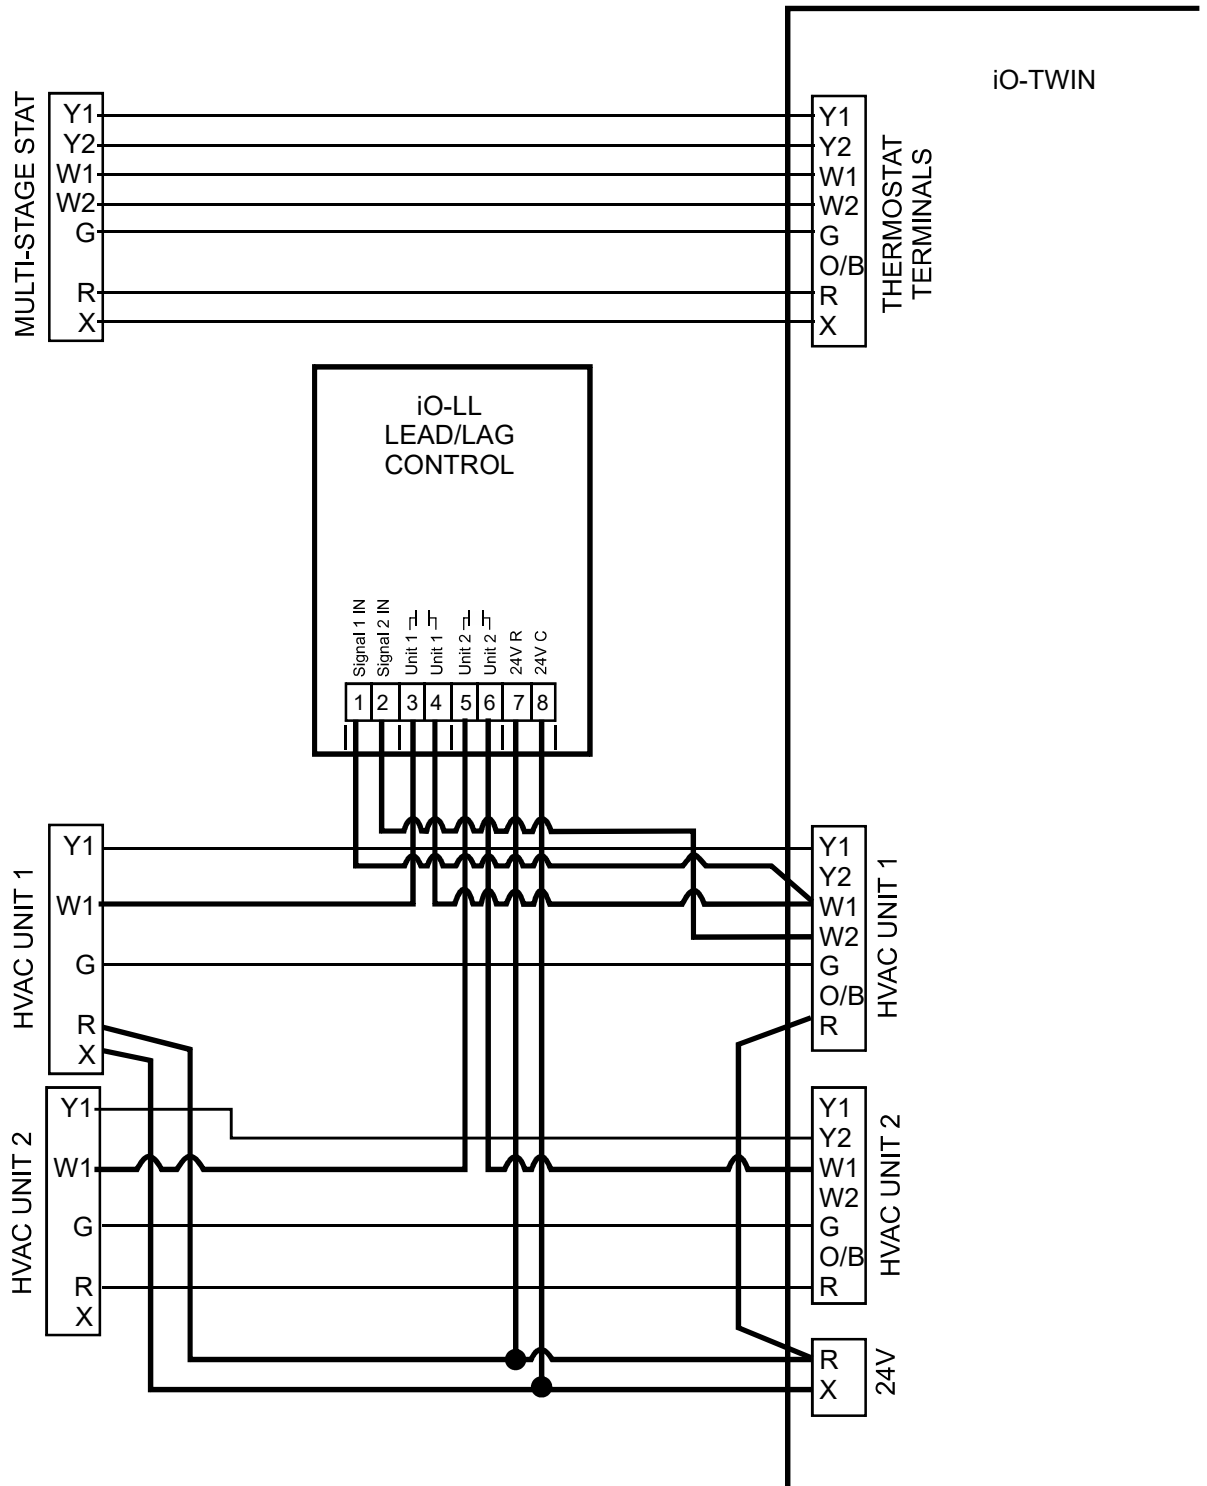 iO-TWIN
MULTI-STAGE STAT
Y1
Y2
W1
W2
G
R
X
Y1
Y2
W1
W2
G
O/B
R
X
THERMOSTAT
TERMINALS
iO-LL
LEAD/LAG
CONTROL
Signal 1 IN
Signal 2 IN
Unit 1
Unit 1
Unit 2
Unit 2
24V R
24V C
1 2 3 4 5 6 7 8
HVAC UNIT 1
Y1
W1
G
R
X
Y1
Y2
W1
W2
G
O/B
R
HVAC UNIT 1
HVAC UNIT 2
Y1
W1
G
R
X
Y1
Y2
W1
W2
G
O/B
R
HVAC UNIT 2
R
X
24V